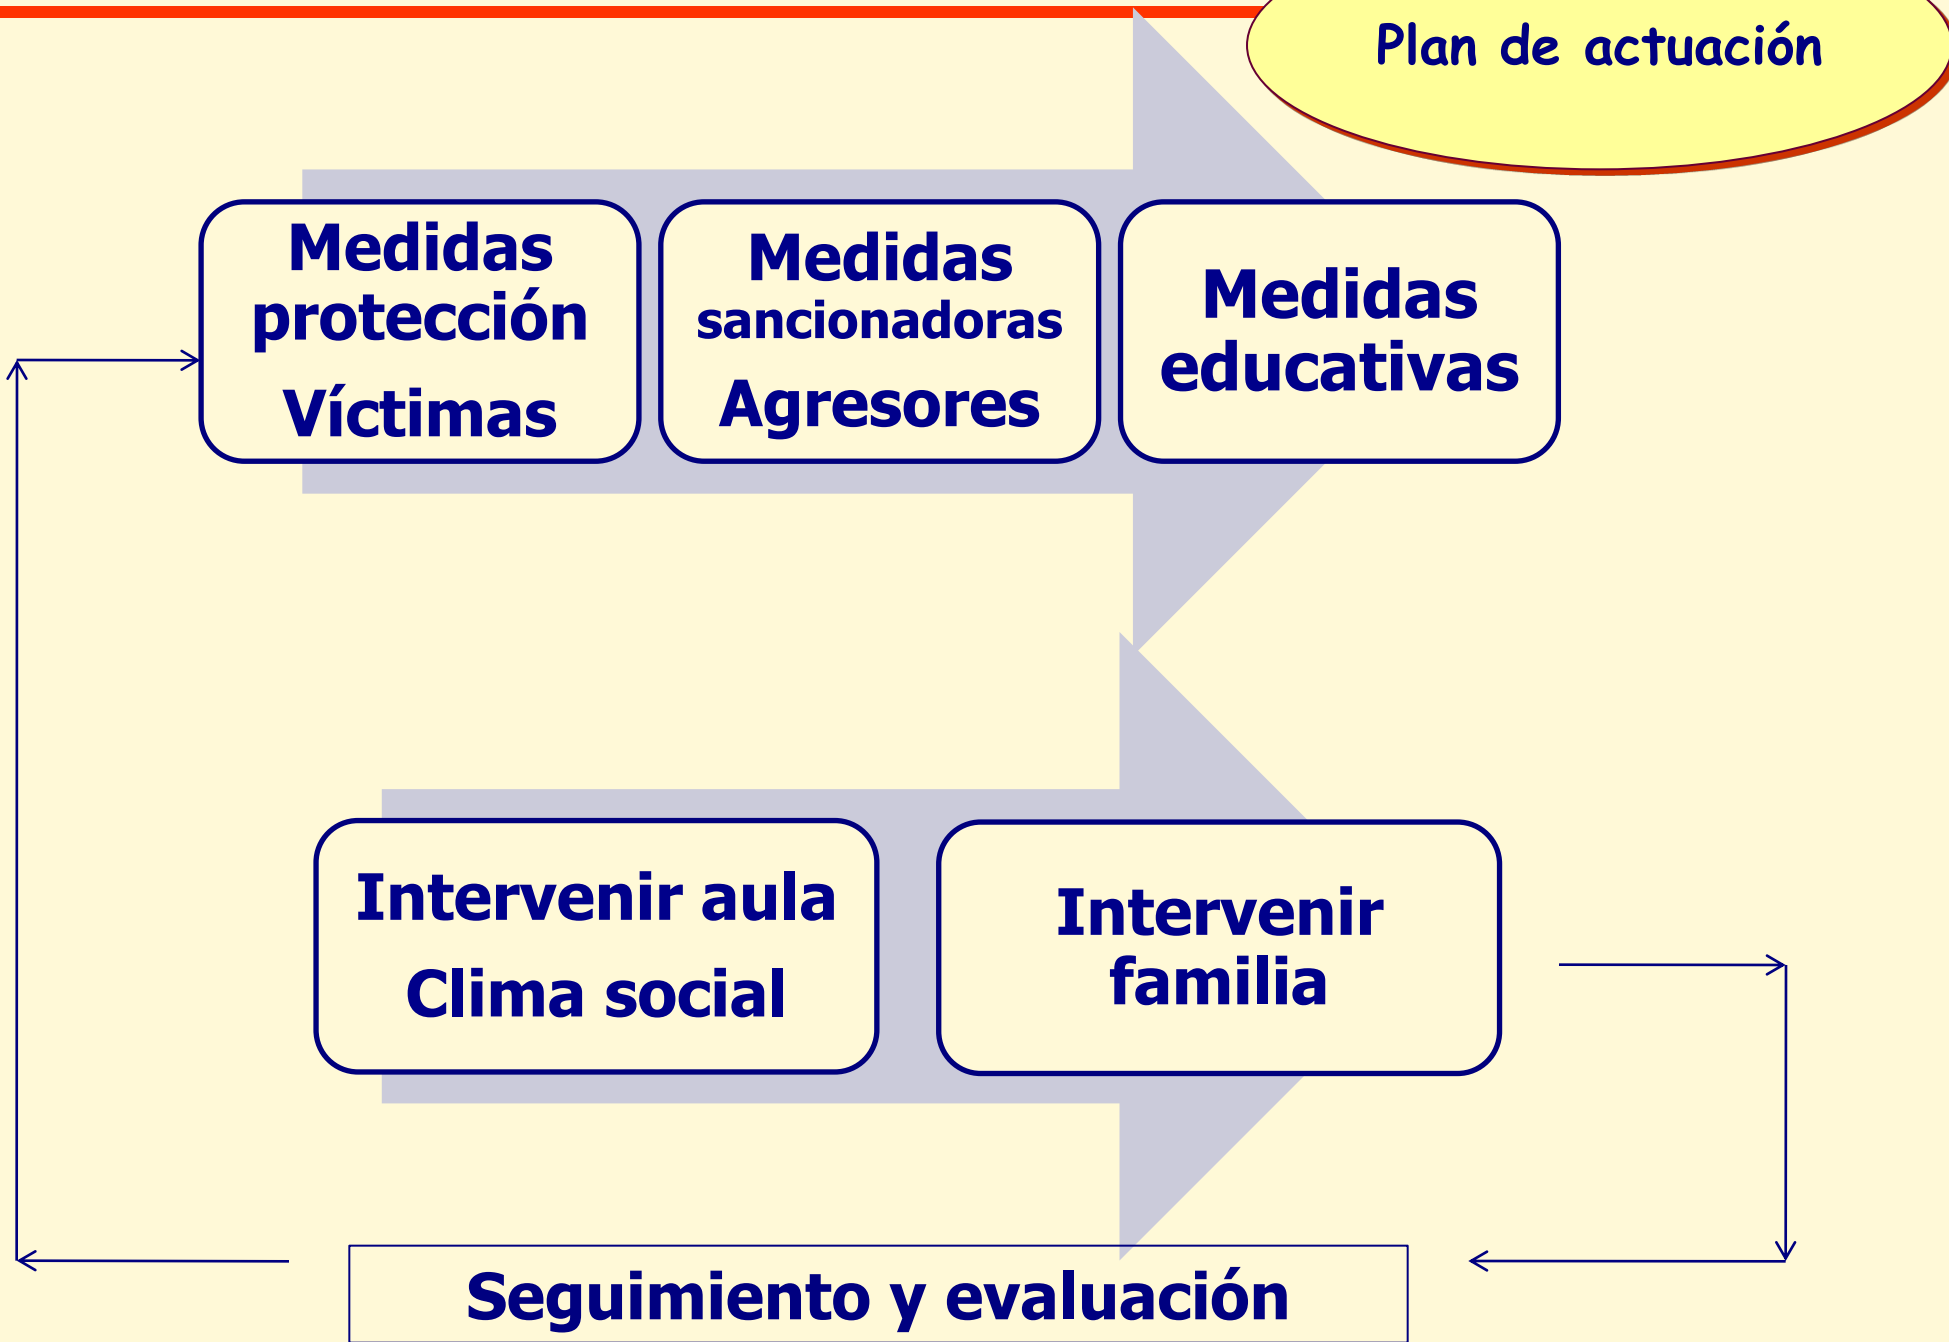 Plan de actuación
Medidas
protección
Víctimas
Medidas
sancionadoras
Agresores
Medidas
educativas
Intervenir aula
Clima social
Intervenir
familia
Seguimiento y evaluación